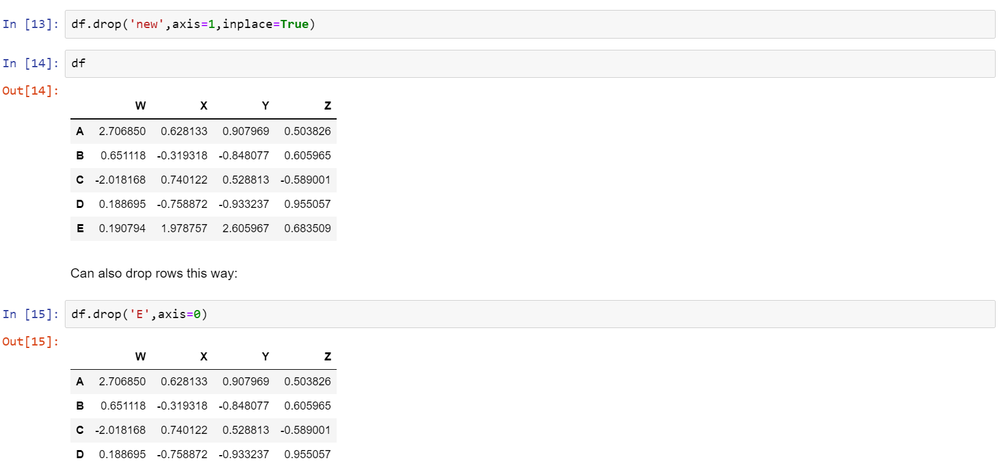 In [13]: df.drop('new',axis=1,inplace=True)
In [14]: df
Out[14]:
W X Y Z
A 2.706850 0.628133 0.907969 0.503826
B 0.651118 -0.319318 -0.848077 0.605965
C -2.018168 0.740122 0.528813 -0.589001
D 0.188695 -0.758872 -0.933237 0.955057
E 0.190794 1.978757 2.605967 0.683509
Can also drop rows this way:
In [15]: df.drop('E',axis=0)
Out[15]:
W X Y Z
A 2.706850 0.628133 0.907969 0.503826
B 0.651118 -0.319318 -0.848077 0.605965
C -2.018168 0.740122 0.528813 -0.589001
D 0.188695 -0.758872 -0.933237 0.955057